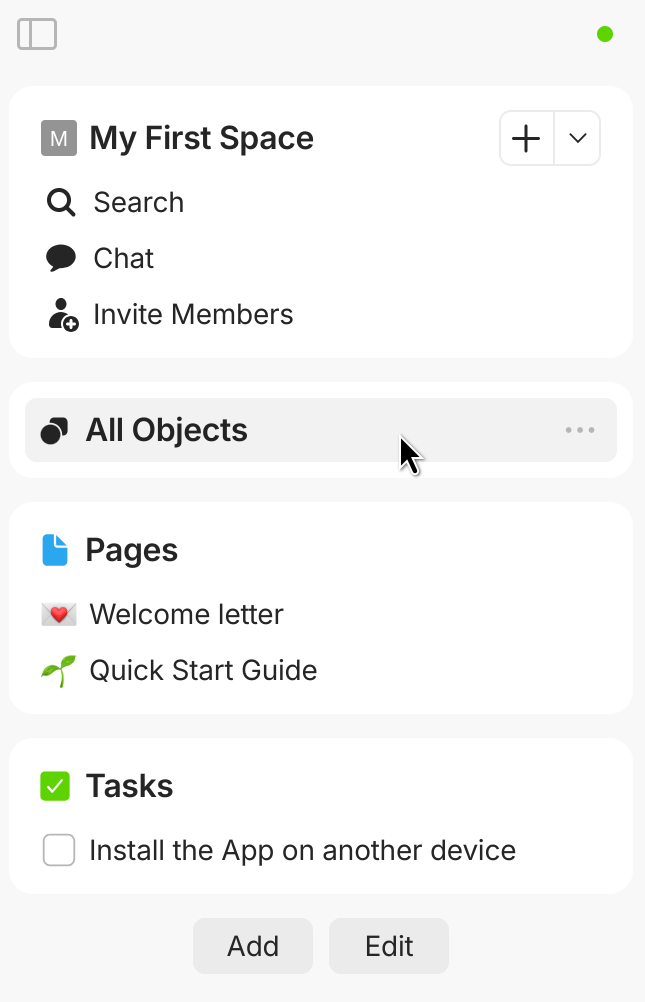 M My First Space
Search
Chat
Invite Members
All Objects
Pages
Welcome letter
Quick Start Guide
Tasks
Install the App on another device
Add Edit